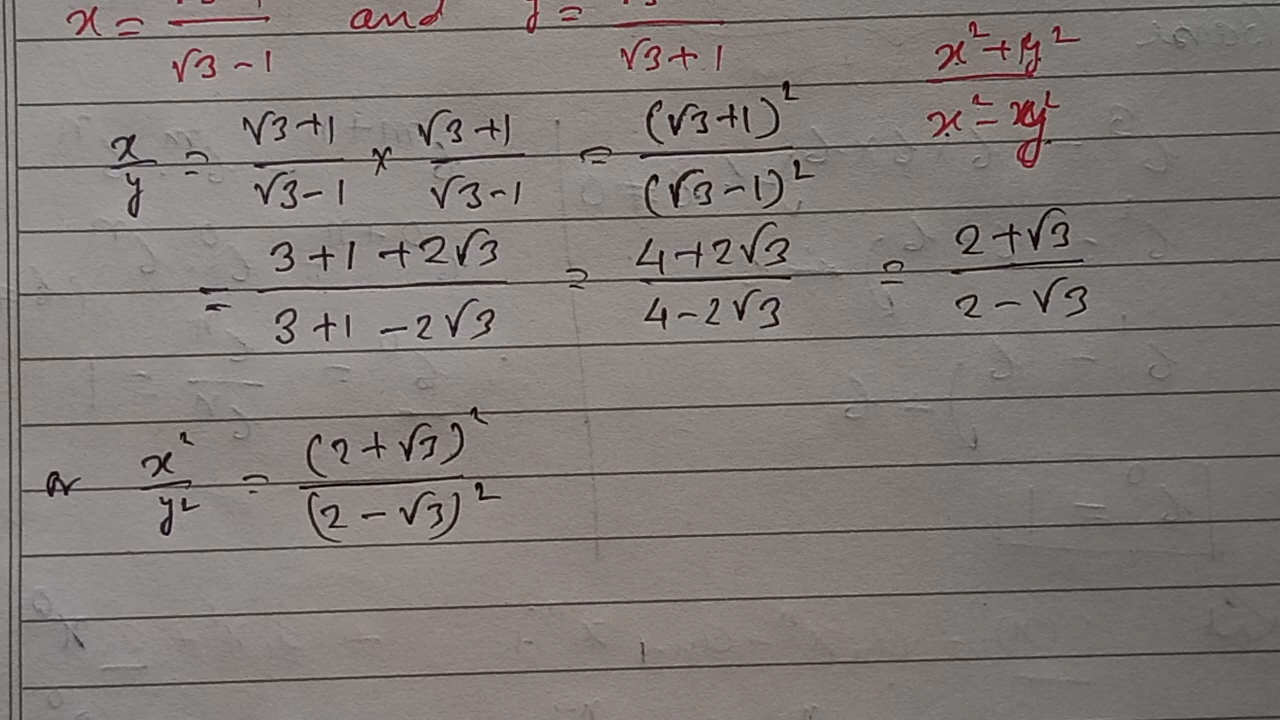 x = /(√3-1) and y = /(√3+1)
(x²+y²)/(x²-xy²)
x/y = (√3+1)/(√3-1) × (√3+1)/(√3-1) = (√3+1)²/(√3-1)²
= (3+1+2√3)/(3+1-2√3) = (4+2√3)/(4-2√3) = (2+√3)/(2-√3)
or x²/y² = (2+√3)²/(2-√3)²